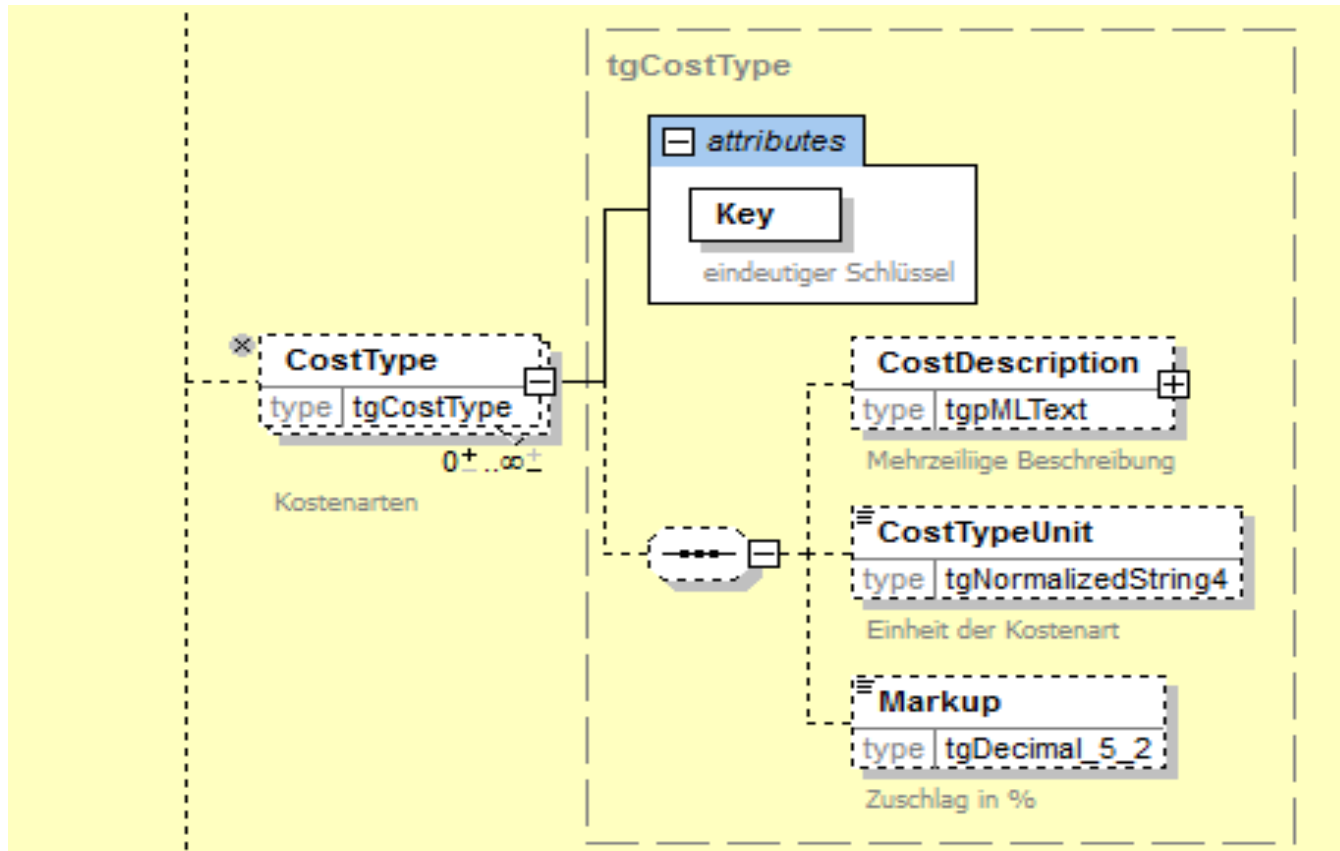 tgCostType
attributes
Key
eindeutiger Schlüssel
CostType
type tgCostType
0±..∞±
Kostenarten
CostDescription
type tgpMLText
Mehrzeiliige Beschreibung
CostTypeUnit
type tgNormalizedString4
Einheit der Kostenart
Markup
type tgDecimal_5_2
Zuschlag in %